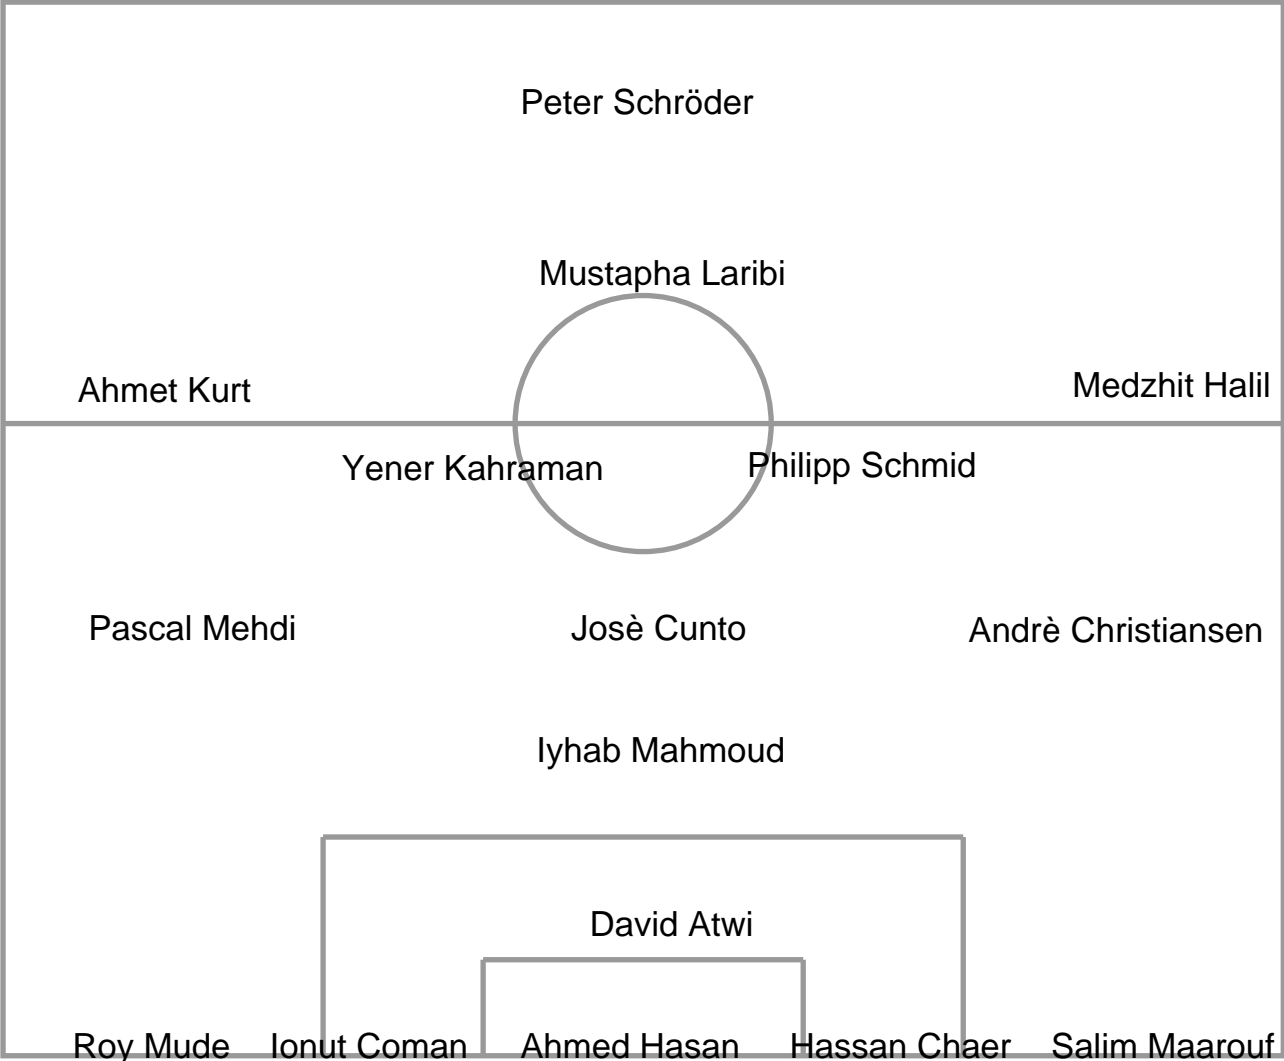 Peter Schröder
Mustapha Laribi
Ahmet Kurt Medzhit Halil
Yener Kahraman Philipp Schmid
Pascal Mehdi Josè Cunto Andrè Christiansen
Iyhab Mahmoud
David Atwi
Roy Mude Ionut Coman Ahmed Hasan Hassan Chaer Salim Maarouf